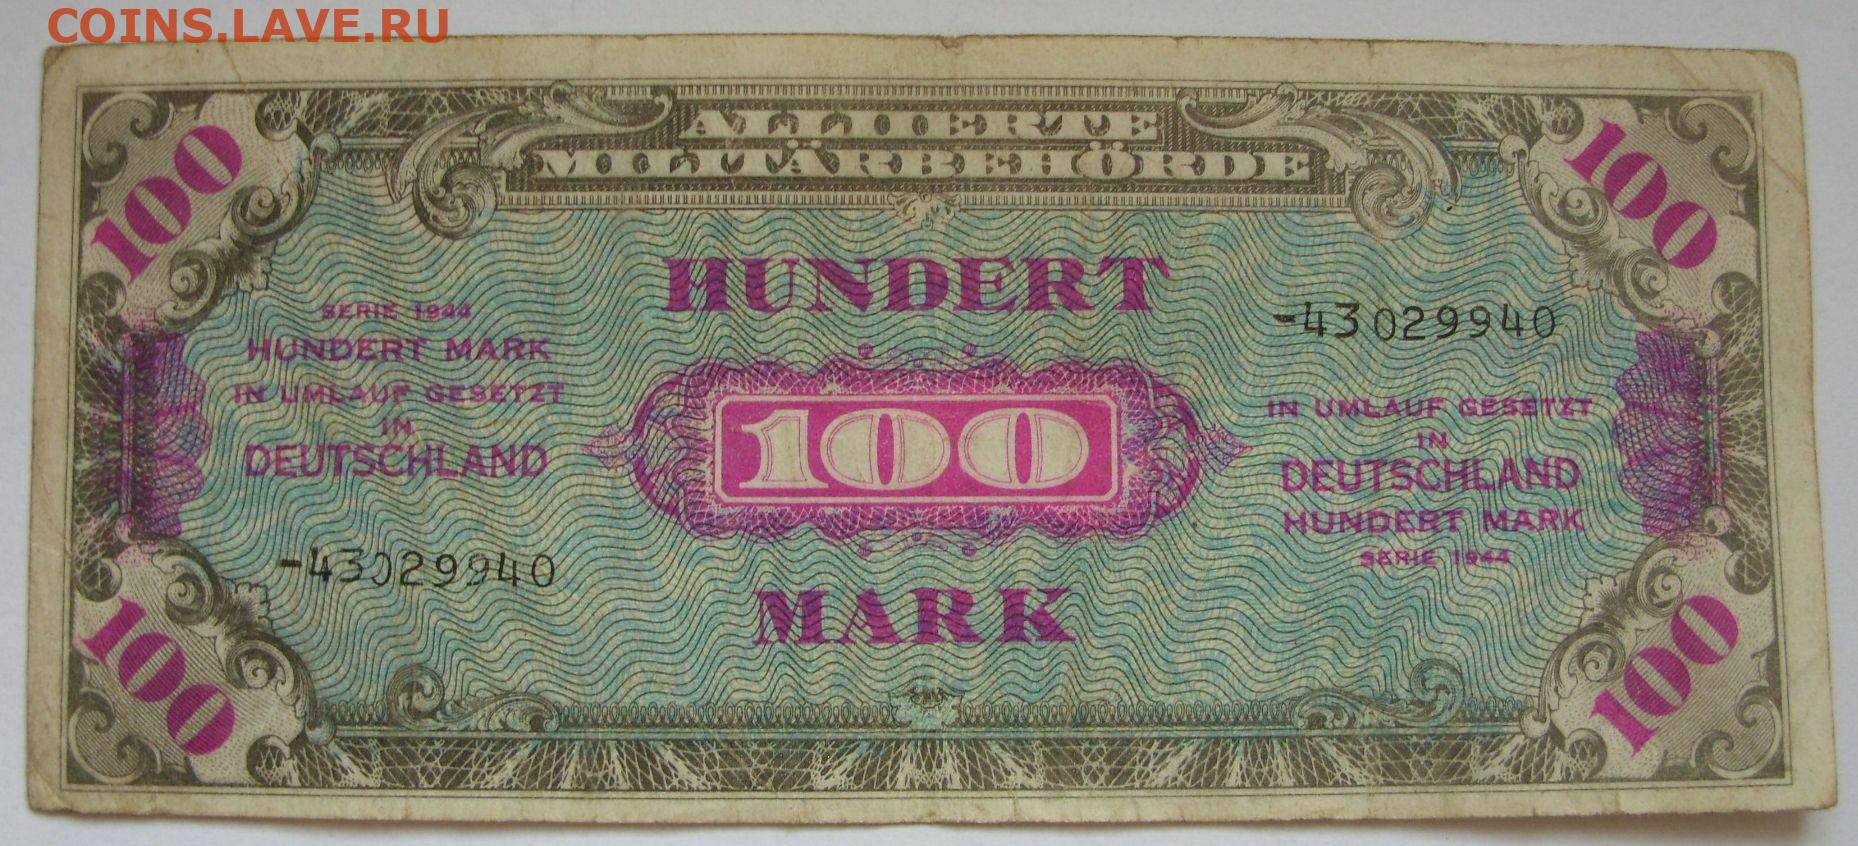 COINS.LAVE.RU
ALLIIERTE
MILITÄRBEHÖRDE
100
100
HUNDERT
SERIE 1944
HUNDERT MARK
IN UMLAUF GESETZT
IN
DEUTSCHLAND
-43029940
100
-43029940
IN UMLAUF GESETZT
IN
DEUTSCHLAND
HUNDERT MARK
SERIE 1944
MARK
100
100